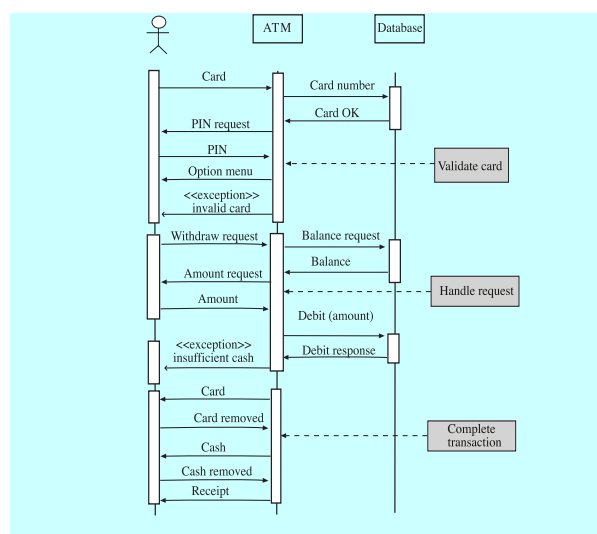 ATM
Database
Card
Card number
Card OK
PIN request
PIN
Validate card
Option menu
<<exception>>
invalid card
Withdraw request
Balance request
Balance
Amount request
Handle request
Amount
Debit (amount)
<<exception>>
insufficient cash
Debit response
Card
Card removed
Complete
transaction
Cash
Cash removed
Receipt